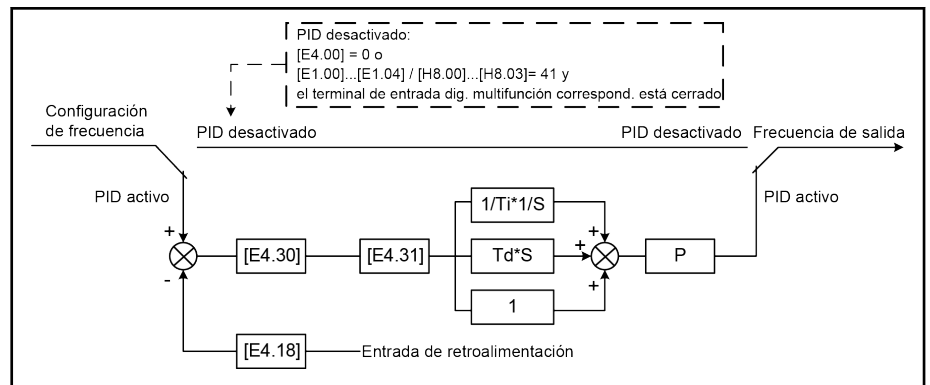 PID desactivado:
[E4.00] = 0 o
[E1.00]...[E1.04] / [H8.00]...[H8.03]= 41 y
el terminal de entrada dig. multifunción correspond. está cerrado
Configuración
de frecuencia
PID desactivado
PID desactivado
Frecuencia de salida
PID activo
PID activo
1/Ti*1/S
+
+
[E4.30]
[E4.31]
Td*S
+
P
-
1
+
[E4.18]
Entrada de retroalimentación